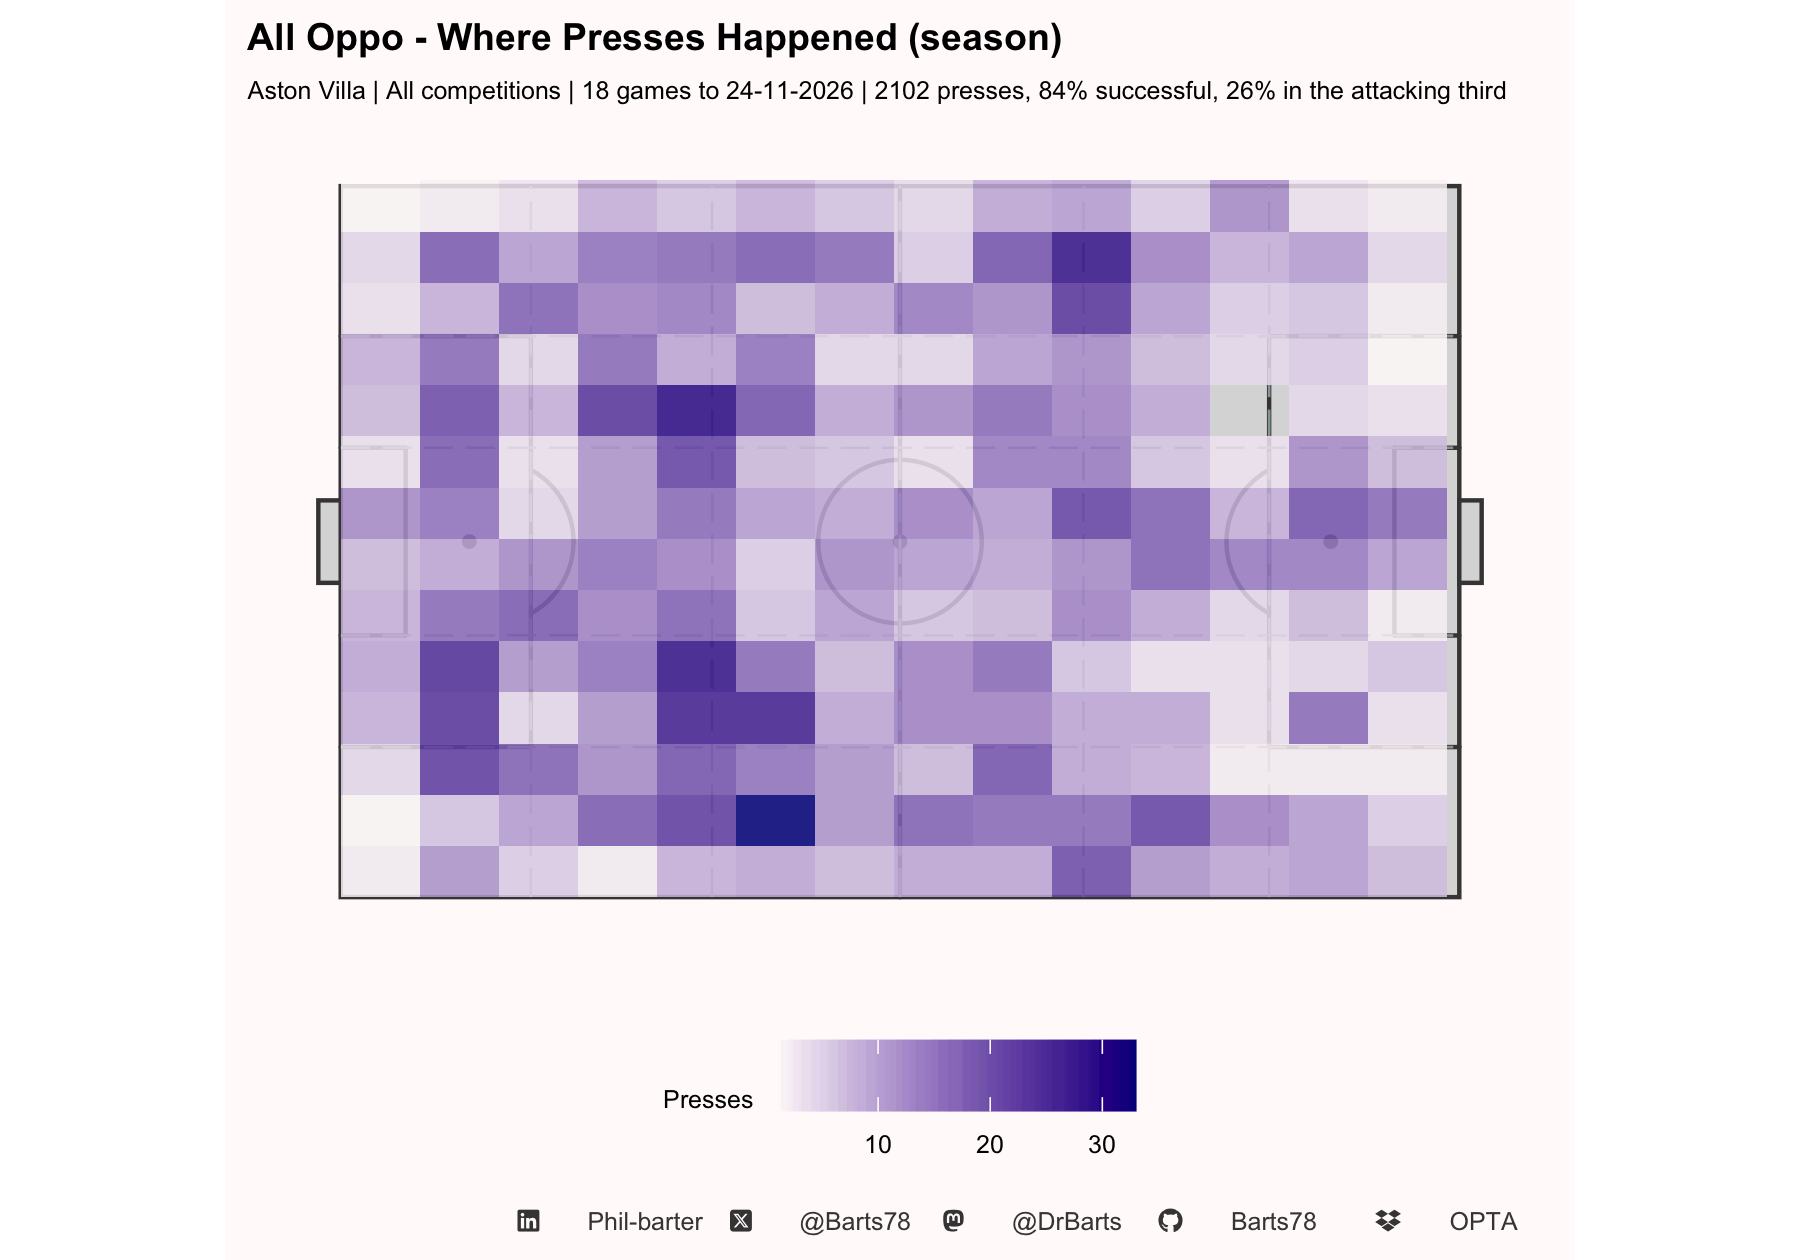 All Oppo - Where Presses Happened (season)
Aston Villa | All competitions | 18 games to 24-11-2026 | 2102 presses, 84% successful, 26% in the attacking third
Presses
10 20 30
Phil-barter @Barts78 @DrBarts Barts78 OPTA